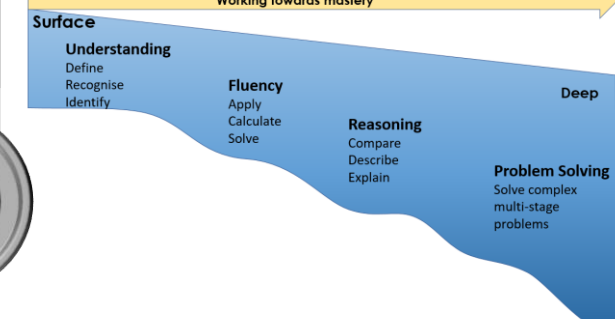 Working towards mastery
Surface
Understanding
Define
Recognise
Identify
Fluency
Apply
Calculate
Solve
Reasoning
Compare
Describe
Explain
Deep
Problem Solving
Solve complex
multi-stage
problems